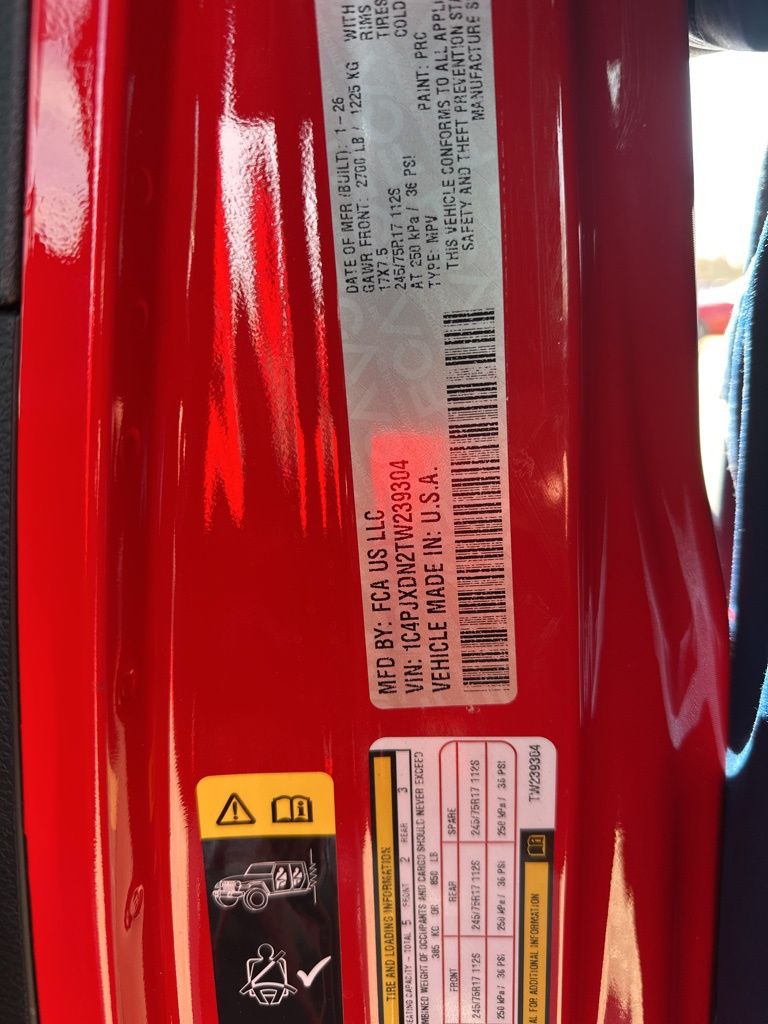 MFD BY: FCA US LLC
VIN: 1C4PJXDN2TW239304
VEHICLE MADE IN: U.S.A.
DATE OF MFR (BUILT): 1-26
GAWR FRONT: 2700 LB / 1225 KG WITH
17X7.5 RIMS
245/75R17 112S TIRES
AT 250 kPa / 36 PSI COLD
TYPE: MPV PAINT: PRC
THIS VEHICLE CONFORMS TO ALL APPLI
SAFETY AND THEFT PREVENTION STA
MANUFACTURE S
TIRE AND LOADING INFORMATION
SEATING CAPACITY - TOTAL 5 FRONT 2 REAR 3
MBINED WEIGHT OF OCCUPANTS AND CARGO SHOULD NEVER EXCEED
385 KG OR 850 LB
FRONT REAR SPARE
245/75R17 112S 245/75R17 112S 245/75R17 112S
250 kPa / 36 PSI 250 kPa / 36 PSI 250 kPa / 36 PSI
AL FOR ADDITIONAL INFORMATION TW239304